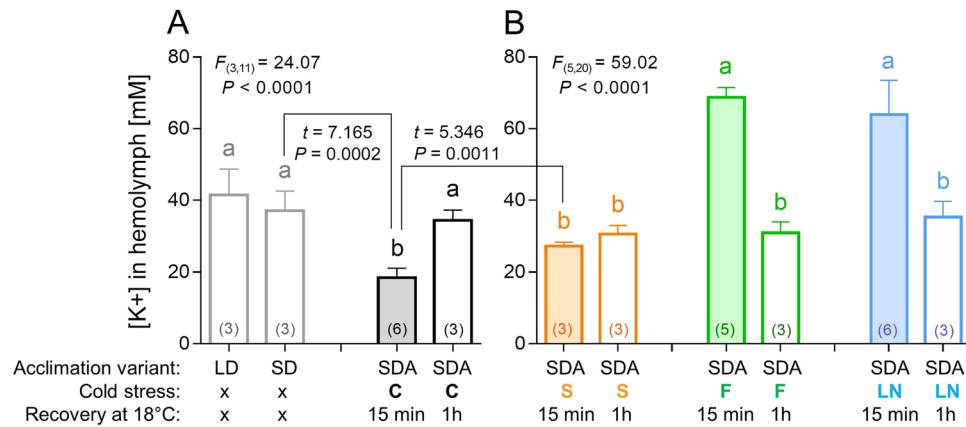 A
B
[K+] in hemolymph [mM]
80
60
40
20
0
F(3,11) = 24.07
P < 0.0001
a
a
t = 7.165
P = 0.0002
b
a
(3)
(3)
(6)
(3)
t = 5.346
P = 0.0011
80
60
40
20
0
F(5,20) = 59.02
P < 0.0001
b
b
a
b
a
b
(3)
(3)
(5)
(3)
(6)
(3)
Acclimation variant: LD SD SDA SDA SDA SDA SDA SDA SDA SDA
Cold stress: x x C C S S F F LN LN
Recovery at 18°C: x x 15 min 1h 15 min 1h 15 min 1h 15 min 1h